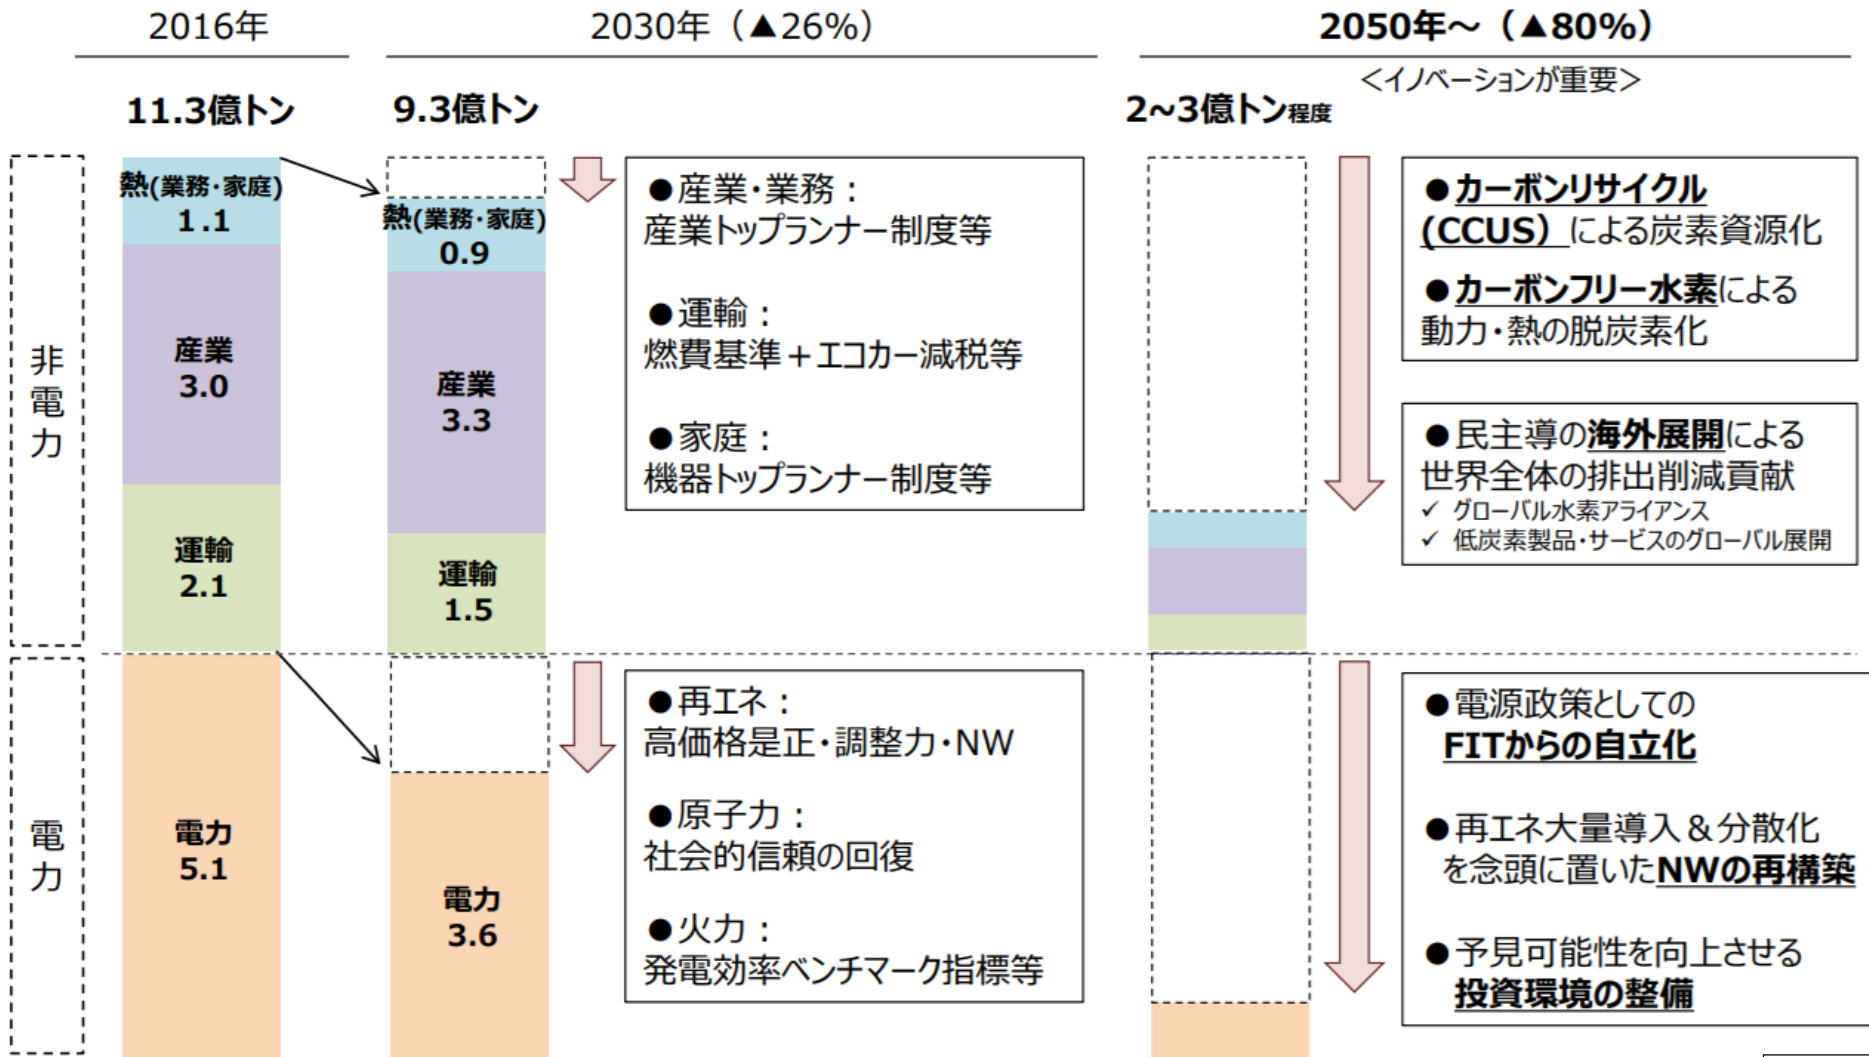 2016年
2030年（▲26%）
2050年～（▲80%）
＜イノベーションが重要＞
11.3億トン
9.3億トン
2~3億トン程度
非電力
熱(業務・家庭)
1.1
産業
3.0
運輸
2.1
熱(業務・家庭)
0.9
産業
3.3
運輸
1.5
●産業・業務：
産業トップランナー制度等
●運輸：
燃費基準＋エコカー減税等
●家庭：
機器トップランナー制度等
●カーボンリサイクル
(CCUS）による炭素資源化
●カーボンフリー水素による
動力・熱の脱炭素化
●民主導の海外展開による
世界全体の排出削減貢献
✓ グローバル水素アライアンス
✓ 低炭素製品・サービスのグローバル展開
電力
電力
5.1
電力
3.6
●再エネ：
高価格是正・調整力・NW
●原子力：
社会的信頼の回復
●火力：
発電効率ベンチマーク指標等
●電源政策としての
FITからの自立化
●再エネ大量導入＆分散化
を念頭に置いたNWの再構築
●予見可能性を向上させる
投資環境の整備